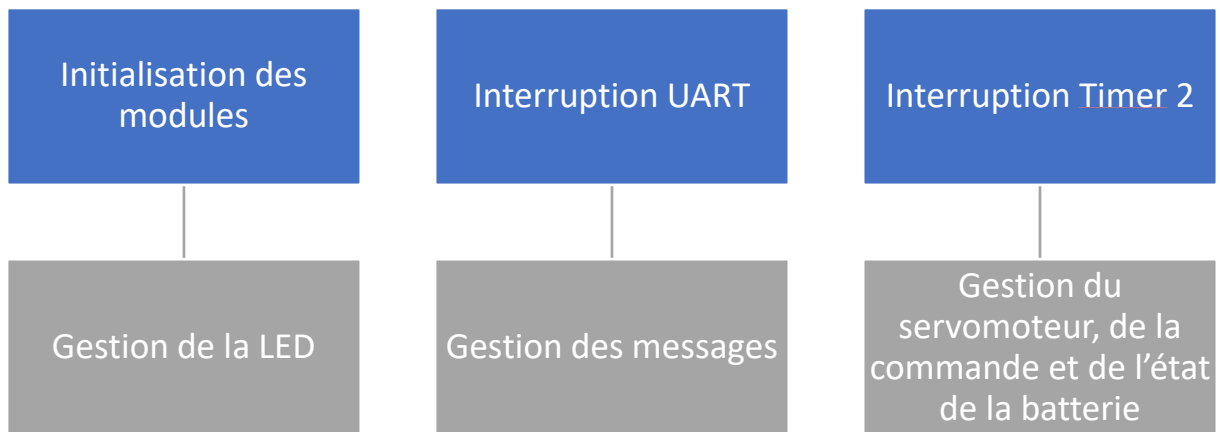 Initialisation des
modules
Interruption UART
Interruption Timer 2
Gestion de la LED
Gestion des messages
Gestion du
servomoteur, de la
commande et de l’état
de la batterie